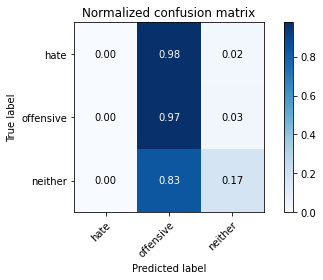 Normalized confusion matrix
hate 0.00 0.98 0.02
offensive 0.00 0.97 0.03
neither 0.00 0.83 0.17
hate offensive neither
True label
Predicted label
0.8
0.6
0.4
0.2
0.0